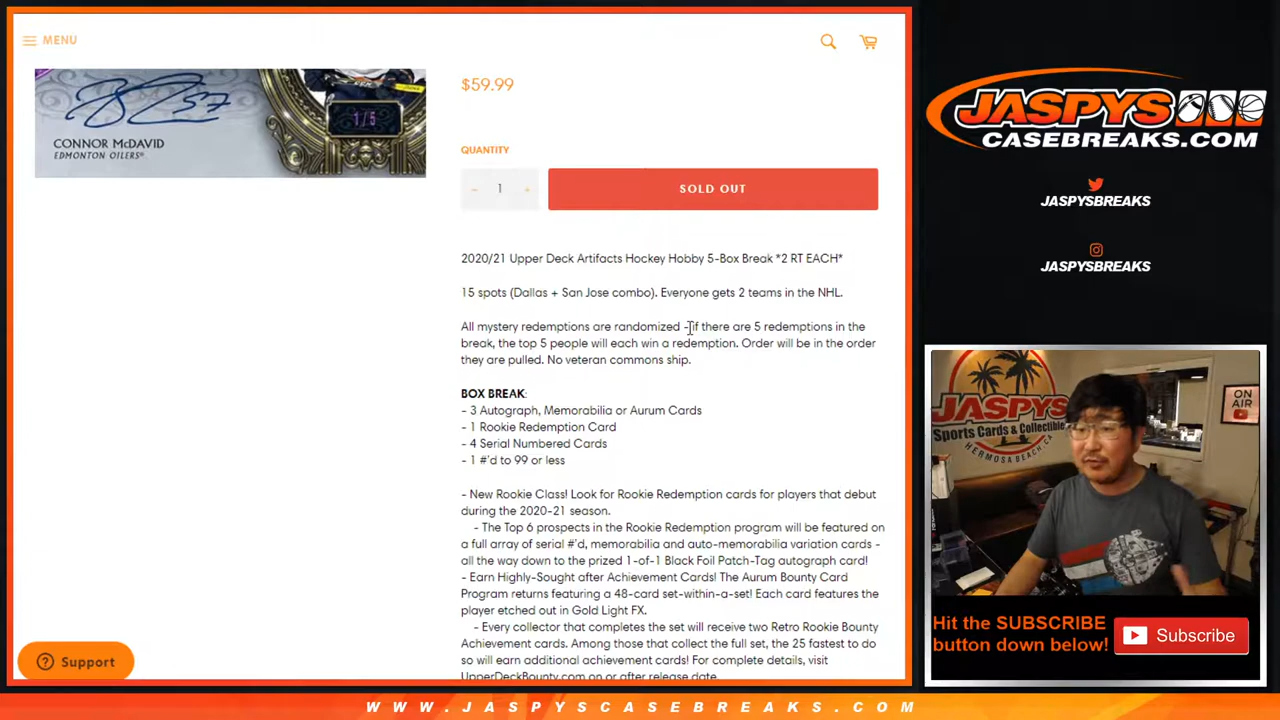 MENU
$59.99
1/5
CONNOR McDAVID
EDMONTON OILERS
QUANTITY
− 1 +
SOLD OUT
2020/21 Upper Deck Artifacts Hockey Hobby 5-Box Break *2 RT EACH*
15 spots (Dallas + San Jose combo). Everyone gets 2 teams in the NHL.
All mystery redemptions are randomized - if there are 5 redemptions in the
break, the top 5 people will each win a redemption. Order will be in the order
they are pulled. No veteran commons ship.
BOX BREAK:
- 3 Autograph, Memorabilia or Aurum Cards
- 1 Rookie Redemption Card
- 4 Serial Numbered Cards
- 1 #'d to 99 or less
- New Rookie Class! Look for Rookie Redemption cards for players that debut
during the 2020-21 season.
- The Top 6 prospects in the Rookie Redemption program will be featured on
a full array of serial #'d, memorabilia and auto-memorabilia variation cards -
all the way down to the prized 1-of-1 Black Foil Patch-Tag autograph card!
- Earn Highly-Sought after Achievement Cards! The Aurum Bounty Card
Program returns featuring a 48-card set-within-a-set! Each card features the
player etched out in Gold Light FX.
- Every collector that completes the set will receive two Retro Rookie Bounty
Achievement cards. Among those that collect the full set, the 25 fastest to do
so will earn additional achievement cards! For complete details, visit
UpperDeckBounty.com on or after release date.
Support
JASPYS
CASEBREAKS.COM
JASPYSBREAKS
JASPYSBREAKS
JASPYS
Sports Cards & Collectibles
HERMOSA BEACH, CA
ON
AIR
Hit the SUBSCRIBE
button down below!
Subscribe
WWW.JASPYSCASEBREAKS.COM